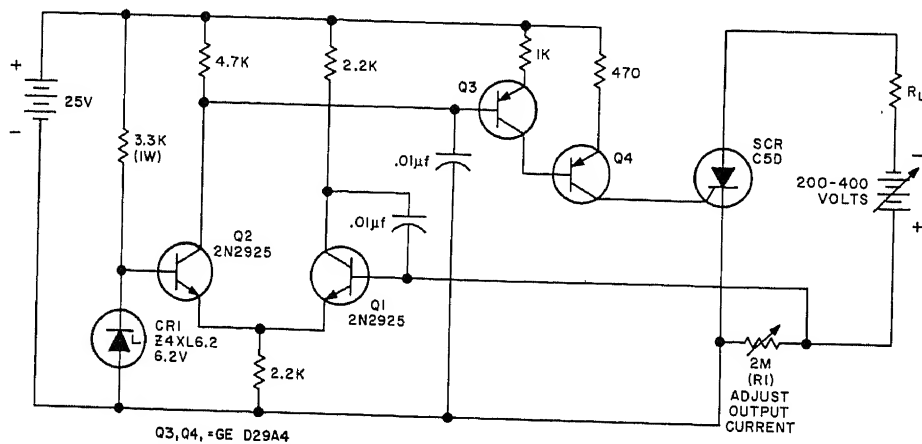 +
25V
-
4.7K
2.2K
1K
470
Q3
Q4
3.3K
(1W)
.01µf
.01µf
SCR
C5D
RL
200-400
VOLTS
-
+
Q2
2N2925
Q1
2N2925
CR1
Z4XL6.2
6.2V
2.2K
2M
(R1)
ADJUST
OUTPUT
CURRENT
Q3,Q4,=GE D29A4